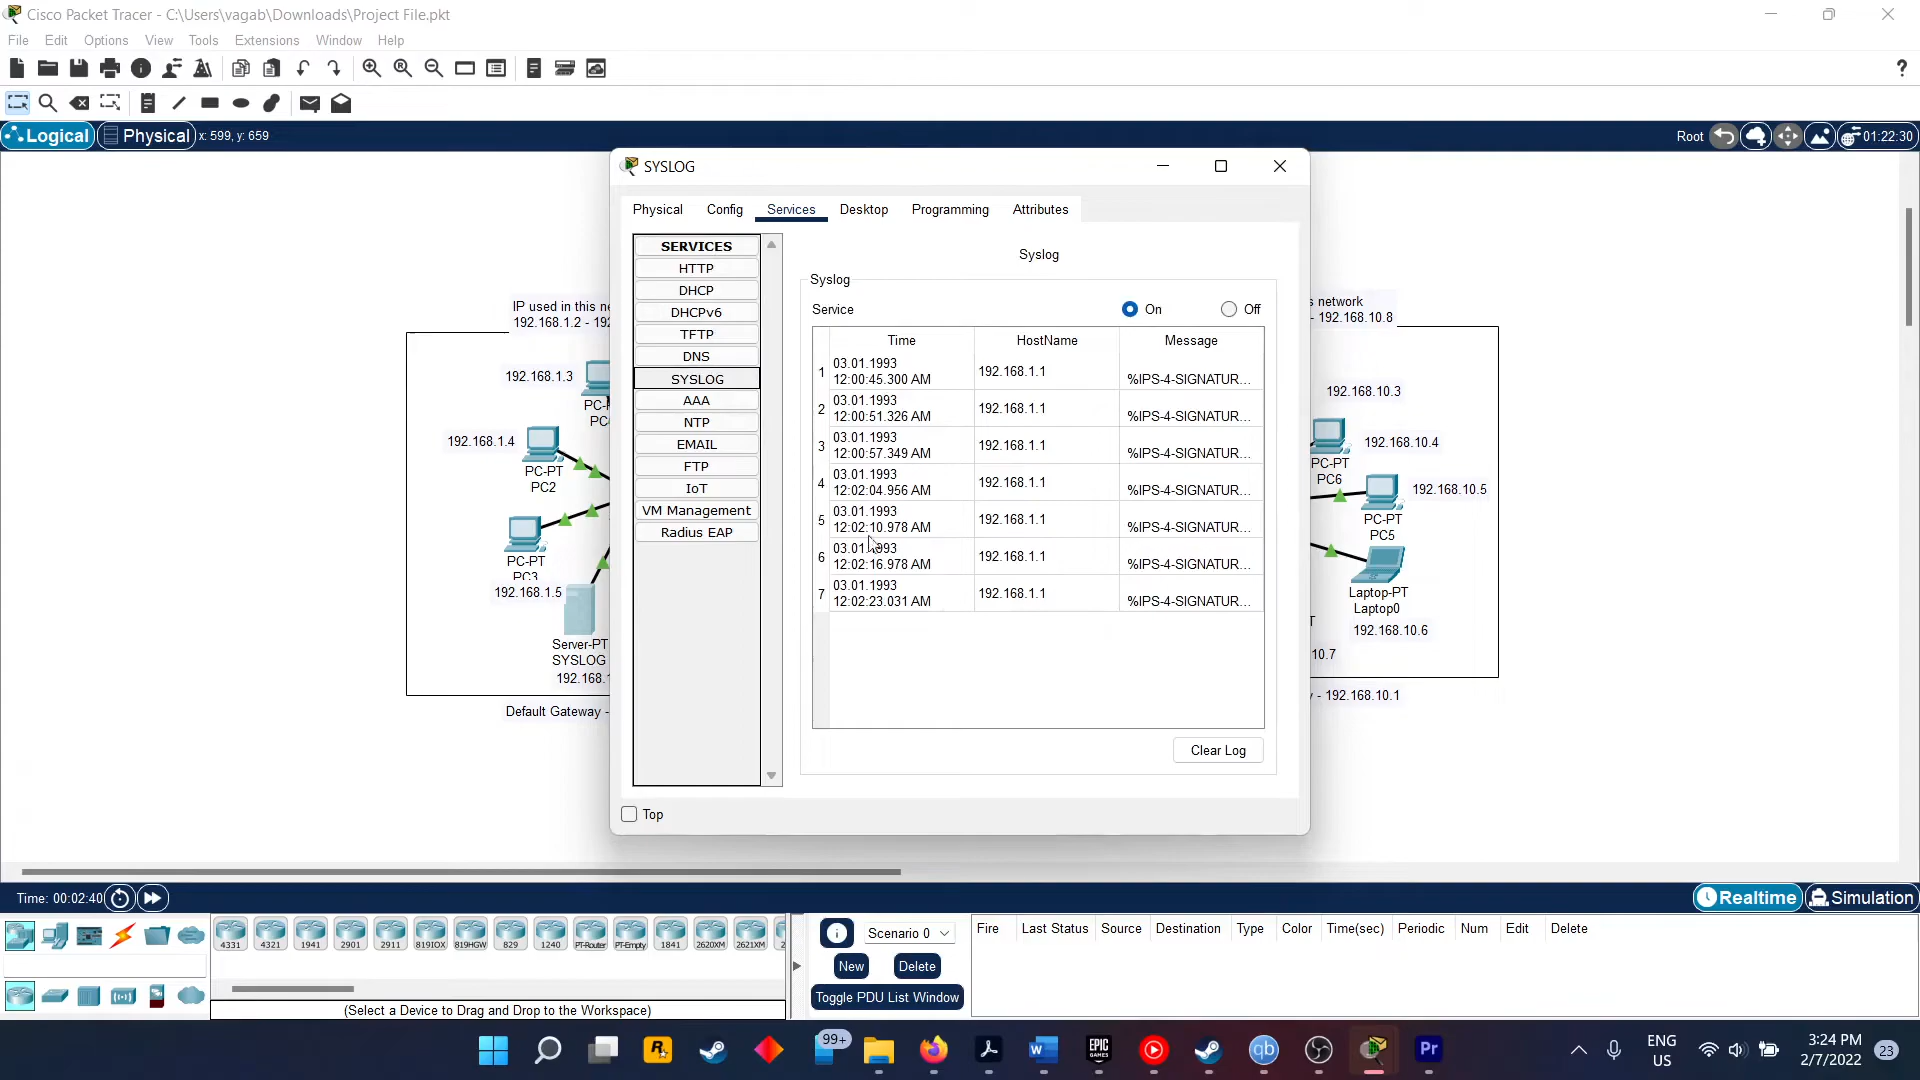 Cisco Packet Tracer - C:\Users\vagab\Downloads\Project File.pkt
File Edit Options View Tools Extensions Window Help
Logical Physical x: 599, y: 659 Root 01:22:30
SYSLOG
Physical Config Services Desktop Programming Attributes
SERVICES
HTTP
DHCP
DHCPv6
TFTP
DNS
SYSLOG
AAA
NTP
EMAIL
FTP
IoT
VM Management
Radius EAP
Syslog
Syslog
Service On Off
Time HostName Message
1 03.01.1993 12:00:45.300 AM 192.168.1.1 %IPS-4-SIGNATUR...
2 03.01.1993 12:00:51.326 AM 192.168.1.1 %IPS-4-SIGNATUR...
3 03.01.1993 12:00:57.349 AM 192.168.1.1 %IPS-4-SIGNATUR...
4 03.01.1993 12:02:04.956 AM 192.168.1.1 %IPS-4-SIGNATUR...
5 03.01.1993 12:02:10.978 AM 192.168.1.1 %IPS-4-SIGNATUR...
6 03.01.1993 12:02:16.978 AM 192.168.1.1 %IPS-4-SIGNATUR...
7 03.01.1993 12:02:23.031 AM 192.168.1.1 %IPS-4-SIGNATUR...
Clear Log
Top
IP used in this ne
192.168.1.2 - 192
192.168.1.3
PC-
PC
192.168.1.4
PC-PT
PC2
PC-PT
PC3
192.168.1.5
Server-PT
SYSLOG
192.168.
Default Gateway -
s network
- 192.168.10.8
192.168.10.3
192.168.10.4
PC-PT
PC6
192.168.10.5
PC-PT
PC5
Laptop-PT
Laptop0
T
192.168.10.6
10.7
- 192.168.10.1
Time: 00:02:40 Realtime Simulation
4331 4321 1941 2901 2911 819IOX 819HGW 829 1240 PT-Router PT-Empty 1841 2620XM 2621XM 2
(Select a Device to Drag and Drop to the Workspace)
Scenario 0
New Delete
Toggle PDU List Window
Fire Last Status Source Destination Type Color Time(sec) Periodic Num Edit Delete
99+
EPIC
GAMES
qb
Pr
ENG
US
3:24 PM
2/7/2022
23